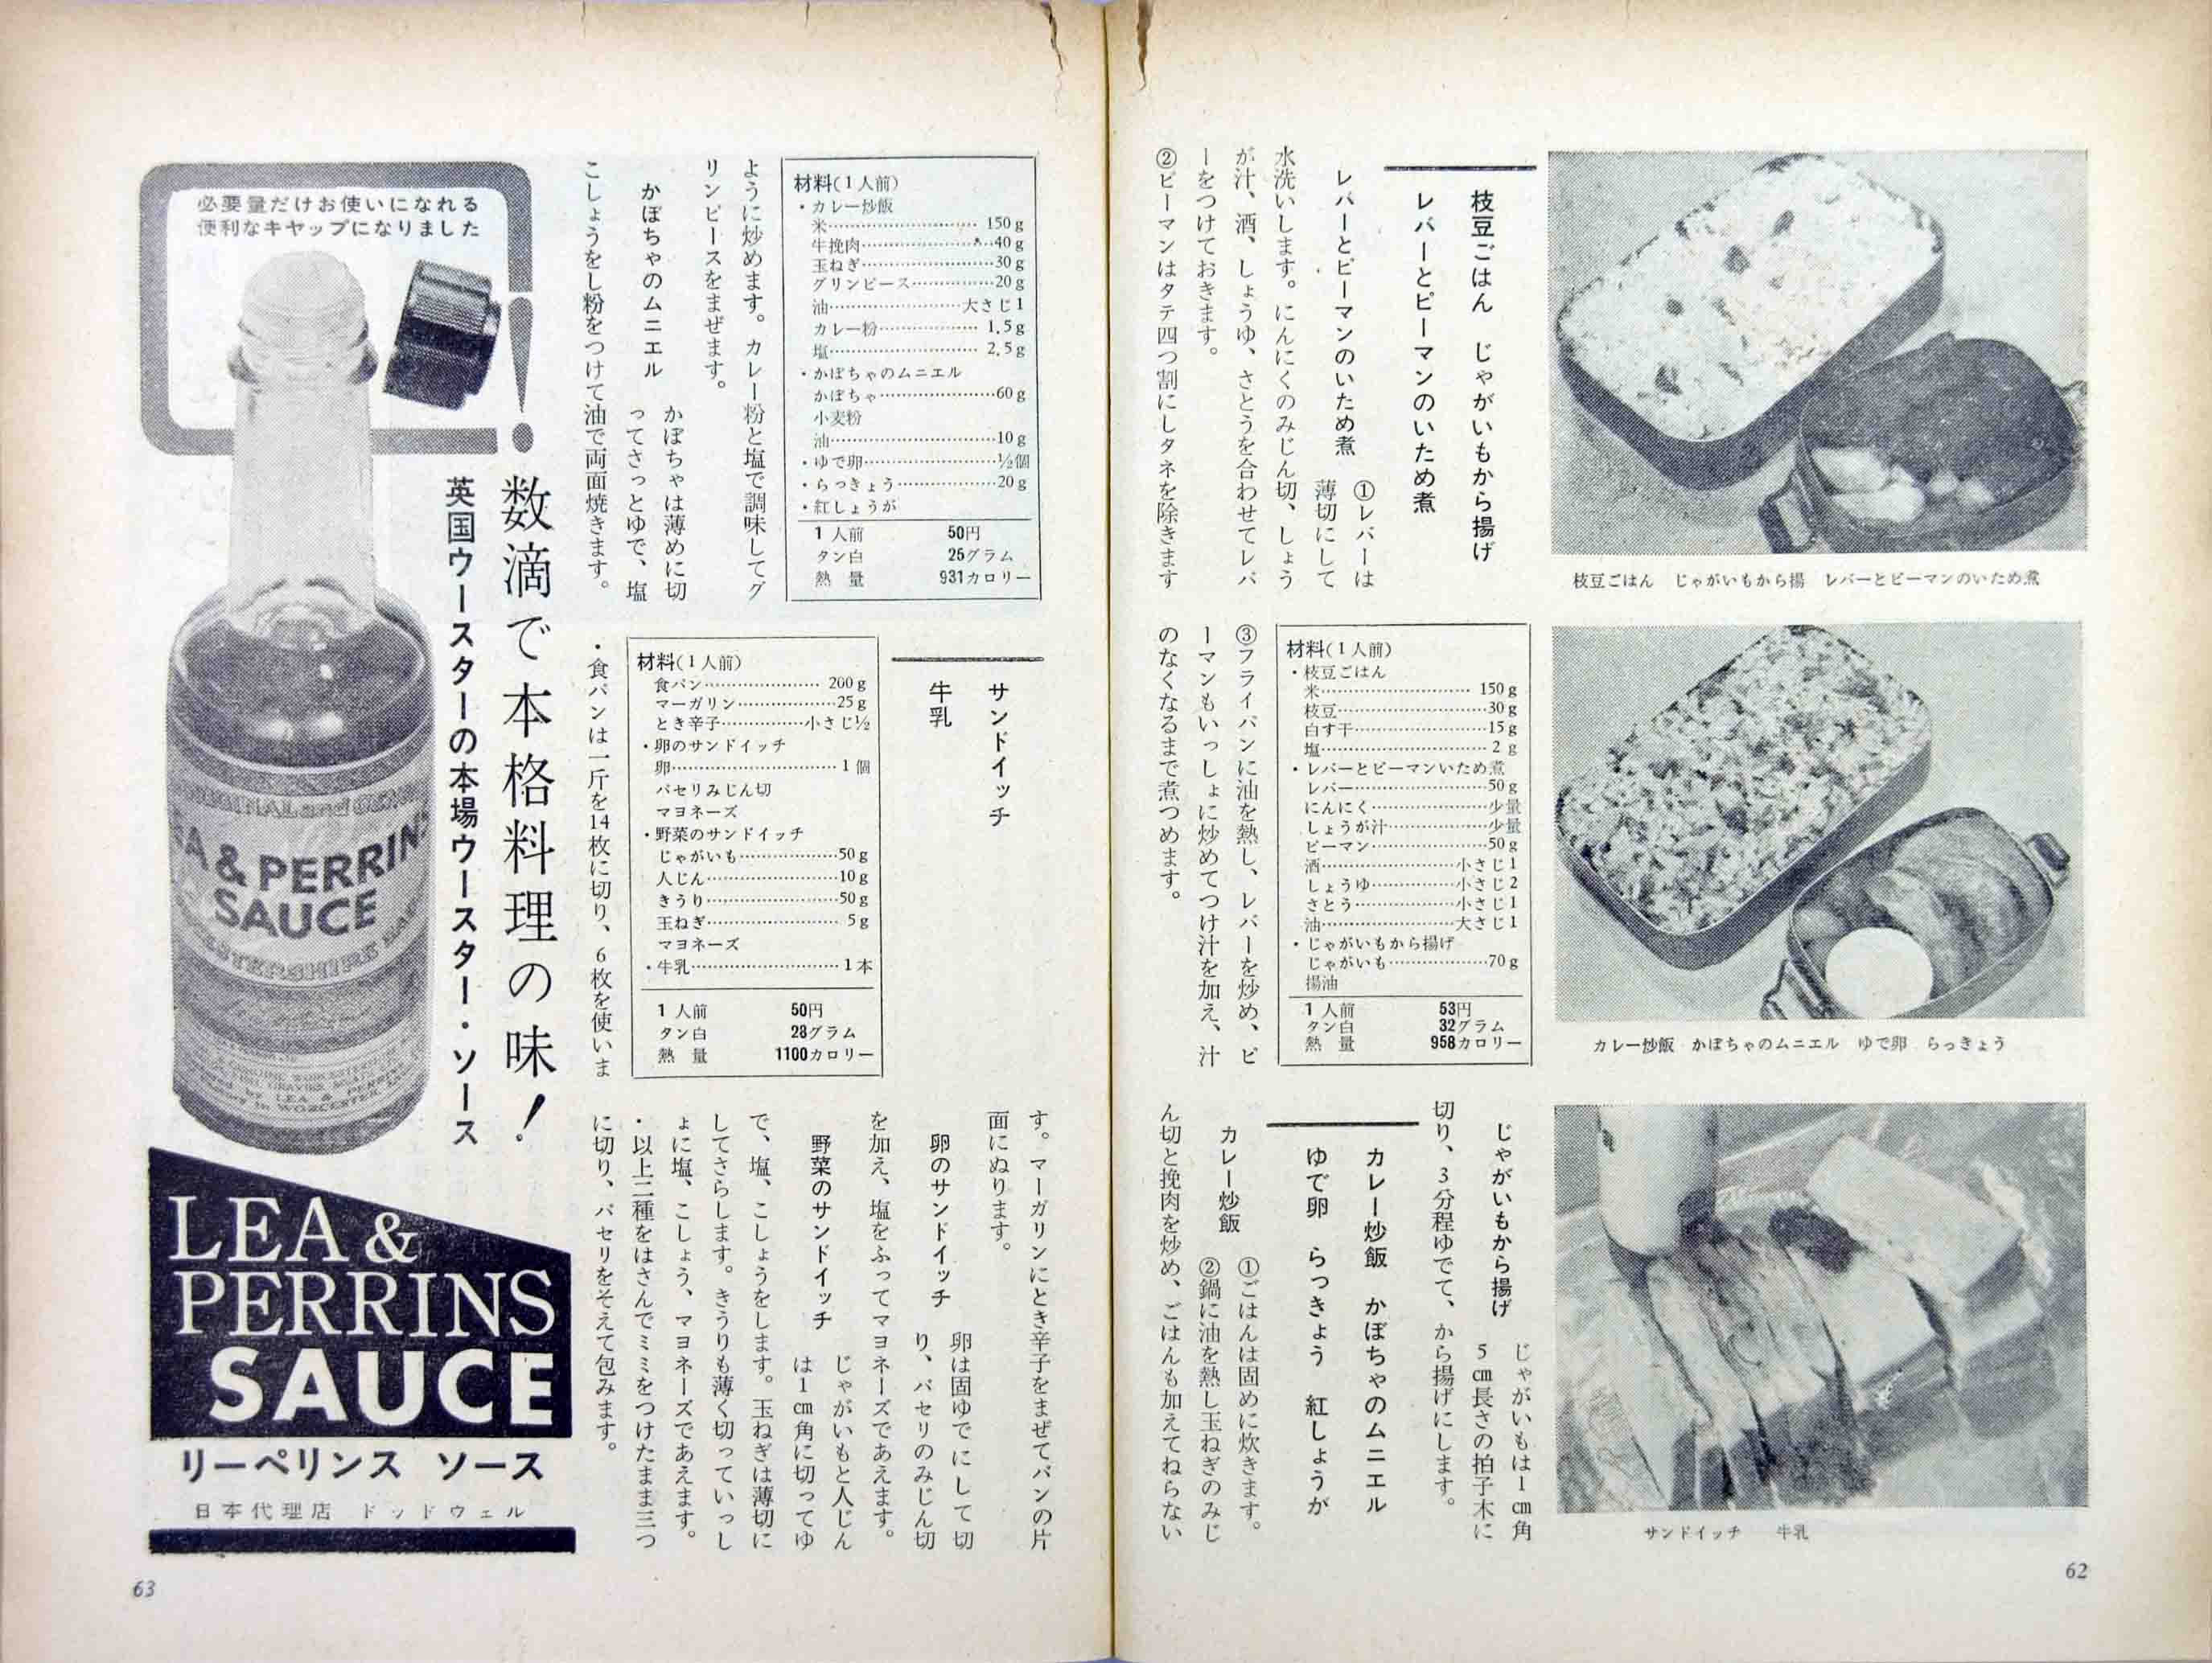 枝豆ごはん　じゃがいもから揚　レバーとピーマンのいため煮
カレー炒飯　かぼちゃのムニエル　ゆで卵　らっきょう
サンドイッチ　牛乳
62
枝豆ごはん　じゃがいもから揚げ
レバーとピーマンのいため煮
レバーとピーマンのいため煮
①レバーは
薄切にして
水洗いします。にんにくのみじん切、しょう
が汁、酒、しょうゆ、さとうを合わせてレバ
ーをつけておきます。
②ピーマンはタテ四つ割にしタネを除きます
材料(1人前)
・枝豆ごはん
米…………150g
枝豆…………30g
白す干…………15g
塩…………2g
・レバーとピーマンいため煮
レバー…………50g
にんにく…………少量
しょうが汁…………少量
ピーマン…………50g
酒…………小さじ1
しょうゆ…………小さじ2
さとう…………小さじ1
油…………大さじ1
・じゃがいもから揚げ
じゃがいも…………70g
揚油
1人前　53円
タン白　32グラム
熱量　958カロリー
③フライパンに油を熱し、レバーを炒め、ピ
ーマンもいっしょに炒めてつけ汁を加え、汁
のなくなるまで煮つめます。
じゃがいもから揚げ
じゃがいもは1cm角
5cm長さの拍子木に
切り、3分程ゆでて、から揚げにします。
カレー炒飯　かぼちゃのムニエル
ゆで卵　らっきょう　紅しょうが
カレー炒飯
①ごはんは固めに炊きます。
②鍋に油を熱し玉ねぎのみじ
ん切と挽肉を炒め、ごはんも加えてねらない
材料(1人前)
・カレー炒飯
米…………150g
牛挽肉…………40g
玉ねぎ…………30g
グリンピース…………20g
油…………大さじ1
カレー粉…………1.5g
塩…………2.5g
・かぼちゃのムニエル
かぼちゃ…………60g
小麦粉
油…………10g
・ゆで卵…………½個
・らっきょう…………20g
・紅しょうが
1人前　50円
タン白　25グラム
熱量　931カロリー
ように炒めます。カレー粉と塩で調味してグ
リンピースをまぜます。
かぼちゃのムニエル
かぼちゃは薄めに切
ってさっとゆで、塩
こしょうをし粉をつけて油で両面焼きます。
サンドイッチ
牛乳
材料(1人前)
食パン…………200g
マーガリン…………25g
とき辛子…………小さじ½
・卵のサンドイッチ
卵…………1個
パセリみじん切
マヨネーズ
・野菜のサンドイッチ
じゃがいも…………50g
人じん…………10g
きうり…………50g
玉ねぎ…………5g
マヨネーズ
・牛乳…………1本
1人前　50円
タン白　28グラム
熱量　1100カロリー
・食パンは一斤を14枚に切り、6枚を使いま
す。マーガリンにとき辛子をまぜてパンの片
面にぬります。
卵のサンドイッチ
卵は固ゆでにして切
り、パセリのみじん切
を加え、塩をふってマヨネーズであえます。
野菜のサンドイッチ
じゃがいもと人じん
は1cm角に切ってゆ
で、塩、こしょうをします。玉ねぎは薄切に
してさらします。きうりも薄く切っていっし
ょに塩、こしょう、マヨネーズであえます。
・以上二種をはさんでミミをつけたまま三つ
に切り、パセリをそえて包みます。
必要量だけお使いになれる
便利なキャップになりました
数滴で本格料理の味!
英国ウースターの本場ウースター・ソース
A & PERRIN
SAUCE
LEA &
PERRINS
SAUCE
リーペリンス ソース
日本代理店　ドッドウェル
63